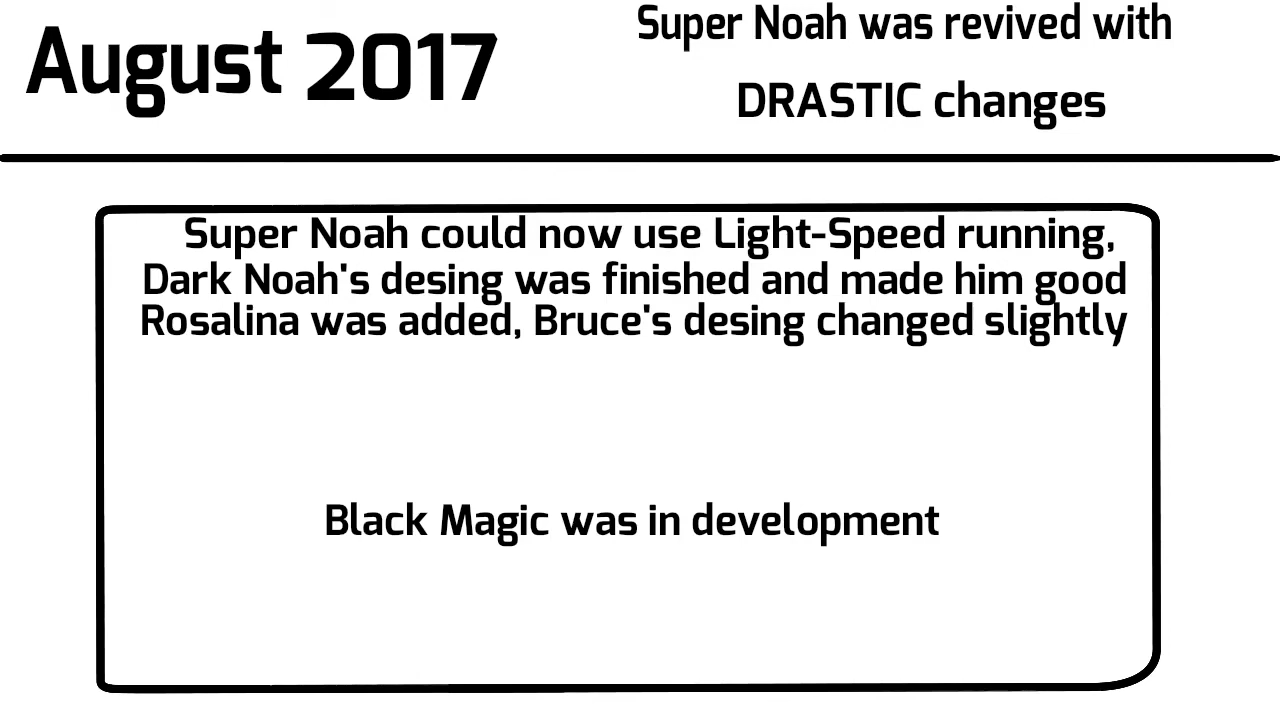 August 2017
Super Noah was revived with
DRASTIC changes
Super Noah could now use Light-Speed running,
Dark Noah's desing was finished and made him good
Rosalina was added, Bruce's desing changed slightly
Black Magic was in development